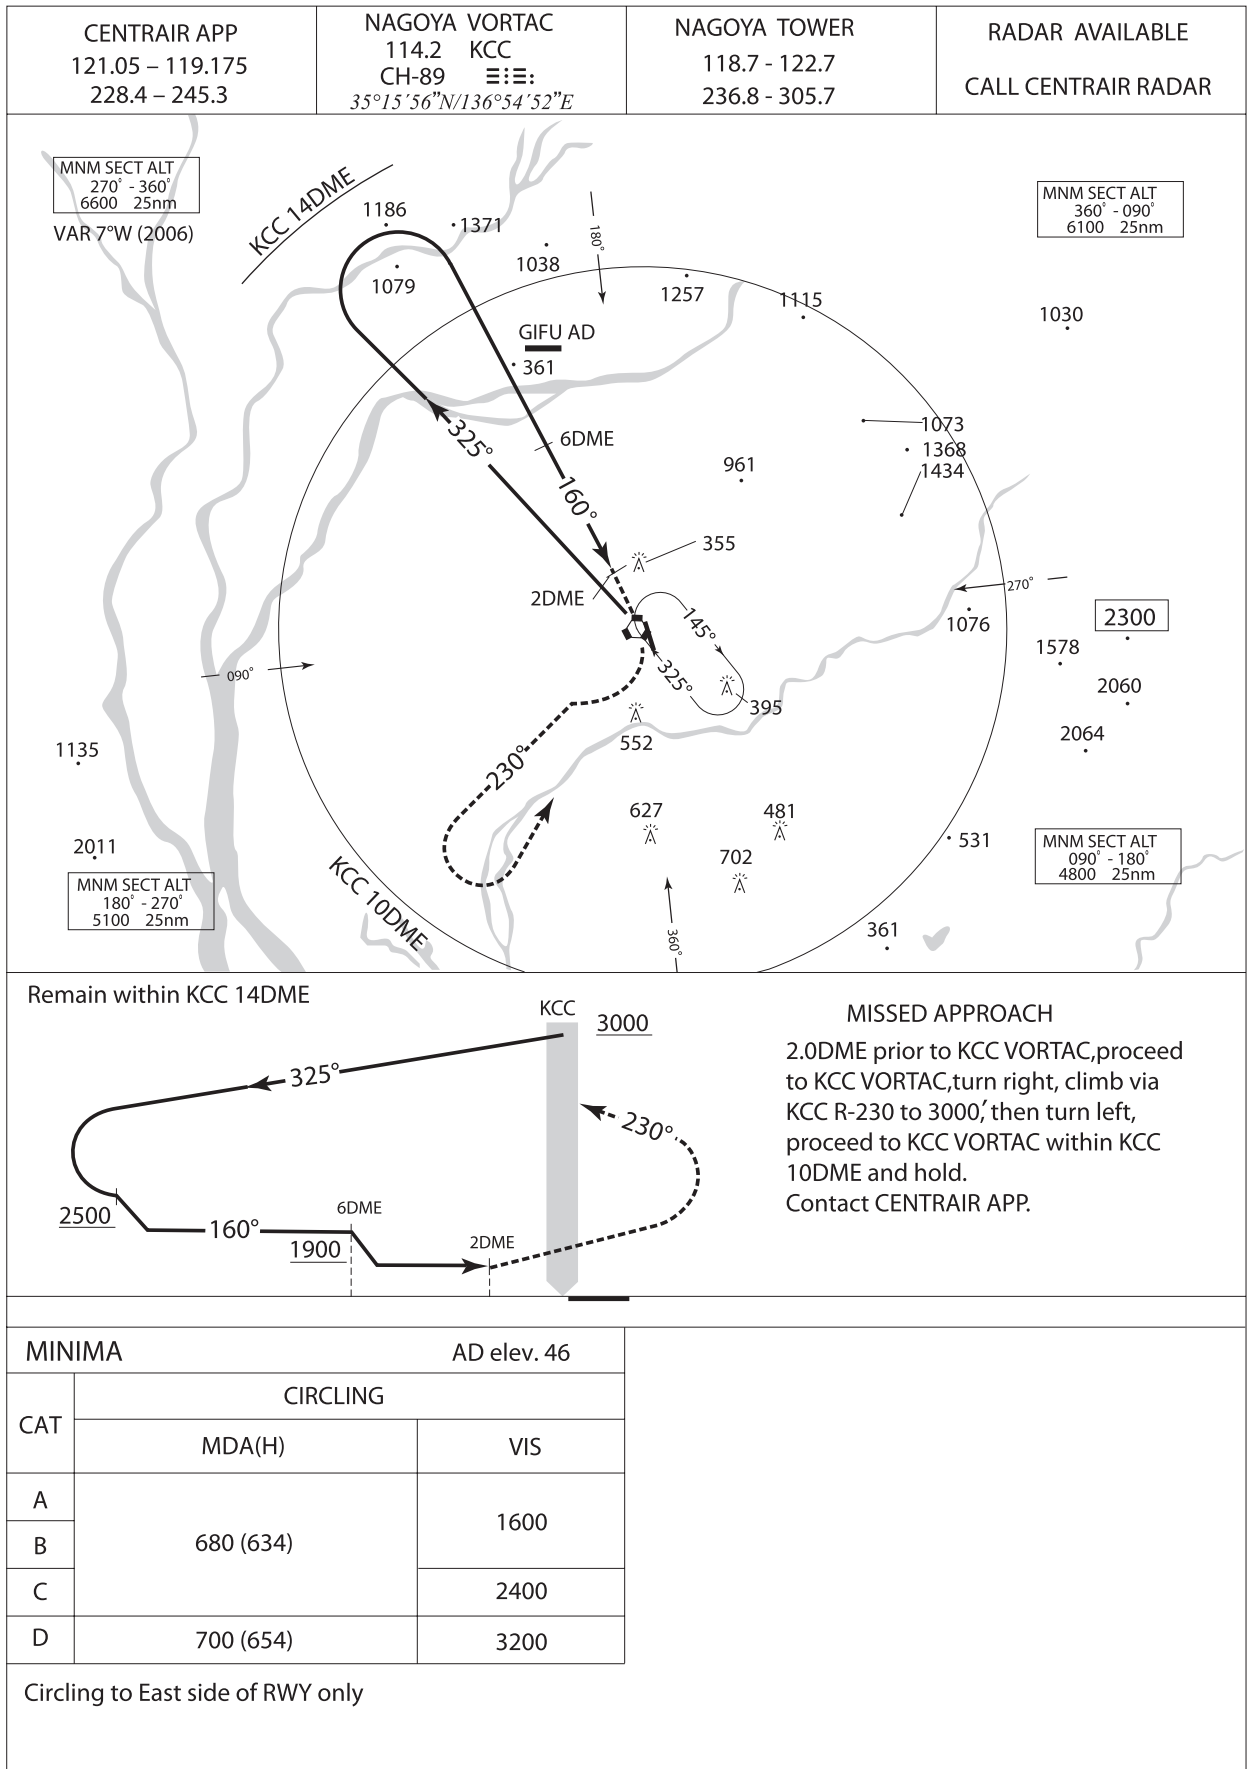 CENTRAIR APP
121.05 – 119.175
228.4 – 245.3
NAGOYA VORTAC
114.2 KCC
CH-89
35°15´56”N/136°54´52”E
NAGOYA TOWER
118.7 - 122.7
236.8 - 305.7
RADAR AVAILABLE
CALL CENTRAIR RADAR
MNM SECT ALT
270° - 360°
6600 25nm
VAR 7°W (2006)
KCC 14DME
1186
1371
1079
1038
180°
1257
1115
MNM SECT ALT
360° - 090°
6100 25nm
1030
GIFU AD
361
325°
6DME
160°
961
1073
1368
1434
355
2DME
145°
325°
395
270°
1076
2300
1578
2060
2064
090°
552
230°
1135
2011
627
481
702
531
MNM SECT ALT
180° - 270°
5100 25nm
KCC 10DME
360°
361
MNM SECT ALT
090° - 180°
4800 25nm
Remain within KCC 14DME
KCC
3000
325°
230°
2500
160°
6DME
1900
2DME
MISSED APPROACH
2.0DME prior to KCC VORTAC,proceed
to KCC VORTAC,turn right, climb via
KCC R-230 to 3000,´ then turn left,
proceed to KCC VORTAC within KCC
10DME and hold.
Contact CENTRAIR APP.
MINIMA AD elev. 46
CAT
CIRCLING
MDA(H) VIS
A
B
680 (634)
1600
C
2400
D 700 (654) 3200
Circling to East side of RWY only